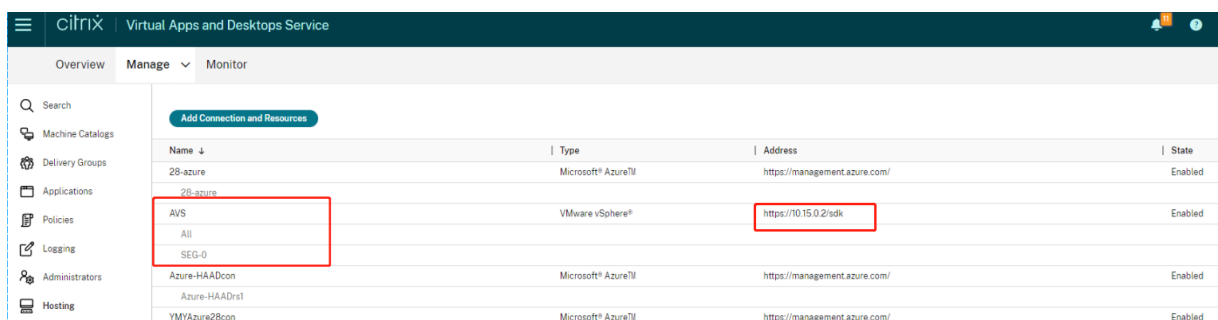 citrix | Virtual Apps and Desktops Service 11 ?
Overview Manage Monitor
Search
Add Connection and Resources
Machine Catalogs
Name ↓ | Type | Address | State
Delivery Groups
28-azure Microsoft® Azure™ https://management.azure.com/ Enabled
Applications
28-azure
Policies
AVS VMware vSphere® https://10.15.0.2/sdk Enabled
All
Logging
SEG-0
Administrators
Azure-HAADcon Microsoft® Azure™ https://management.azure.com/ Enabled
Azure-HAADrs1
Hosting
YMYAzure28con Microsoft® Azure™ https://management.azure.com/ Enabled